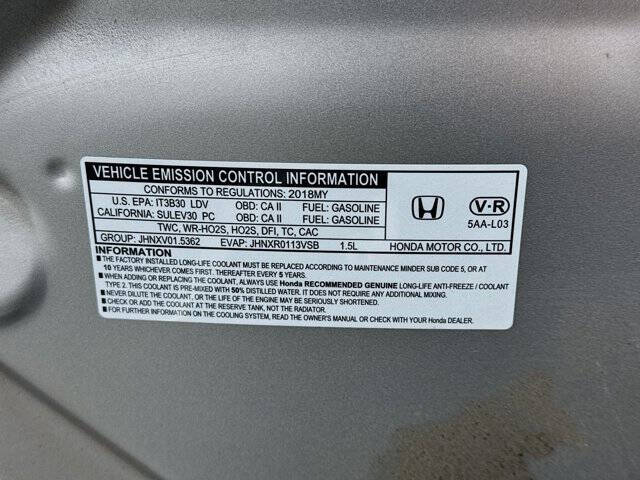 VEHICLE EMISSION CONTROL INFORMATION
CONFORMS TO REGULATIONS: 2018MY
U.S. EPA: IT3B30 LDV OBD: CA II FUEL: GASOLINE
CALIFORNIA: SULEV30 PC OBD: CA II FUEL: GASOLINE
TWC, WR-HO2S, HO2S, DFI, TC, CAC
GROUP: JHNXV01.5362 EVAP: JHNXR0113VSB 1.5L
V-R
5AA-L03
HONDA MOTOR CO., LTD.
INFORMATION
■ THE FACTORY INSTALLED LONG-LIFE COOLANT MUST BE REPLACED ACCORDING TO MAINTENANCE MINDER SUB CODE 5, OR AT
10 YEARS WHICHEVER COMES FIRST. THEREAFTER EVERY 5 YEARS.
■ WHEN ADDING OR REPLACING THE COOLANT, ALWAYS USE Honda RECOMMENDED GENUINE LONG-LIFE ANTI-FREEZE / COOLANT
TYPE 2. THIS COOLANT IS PRE-MIXED WITH 50% DISTILLED WATER. IT DOES NOT REQUIRE ANY ADDITIONAL MIXING.
■ NEVER DILUTE THE COOLANT, OR THE LIFE OF THE ENGINE MAY BE SERIOUSLY SHORTENED.
■ CHECK OR ADD COOLANT AT THE RESERVE TANK, NOT THE RADIATOR.
■ FOR FURTHER INFORMATION ON THE COOLING SYSTEM, READ THE OWNER'S MANUAL OR CHECK WITH YOUR Honda DEALER.